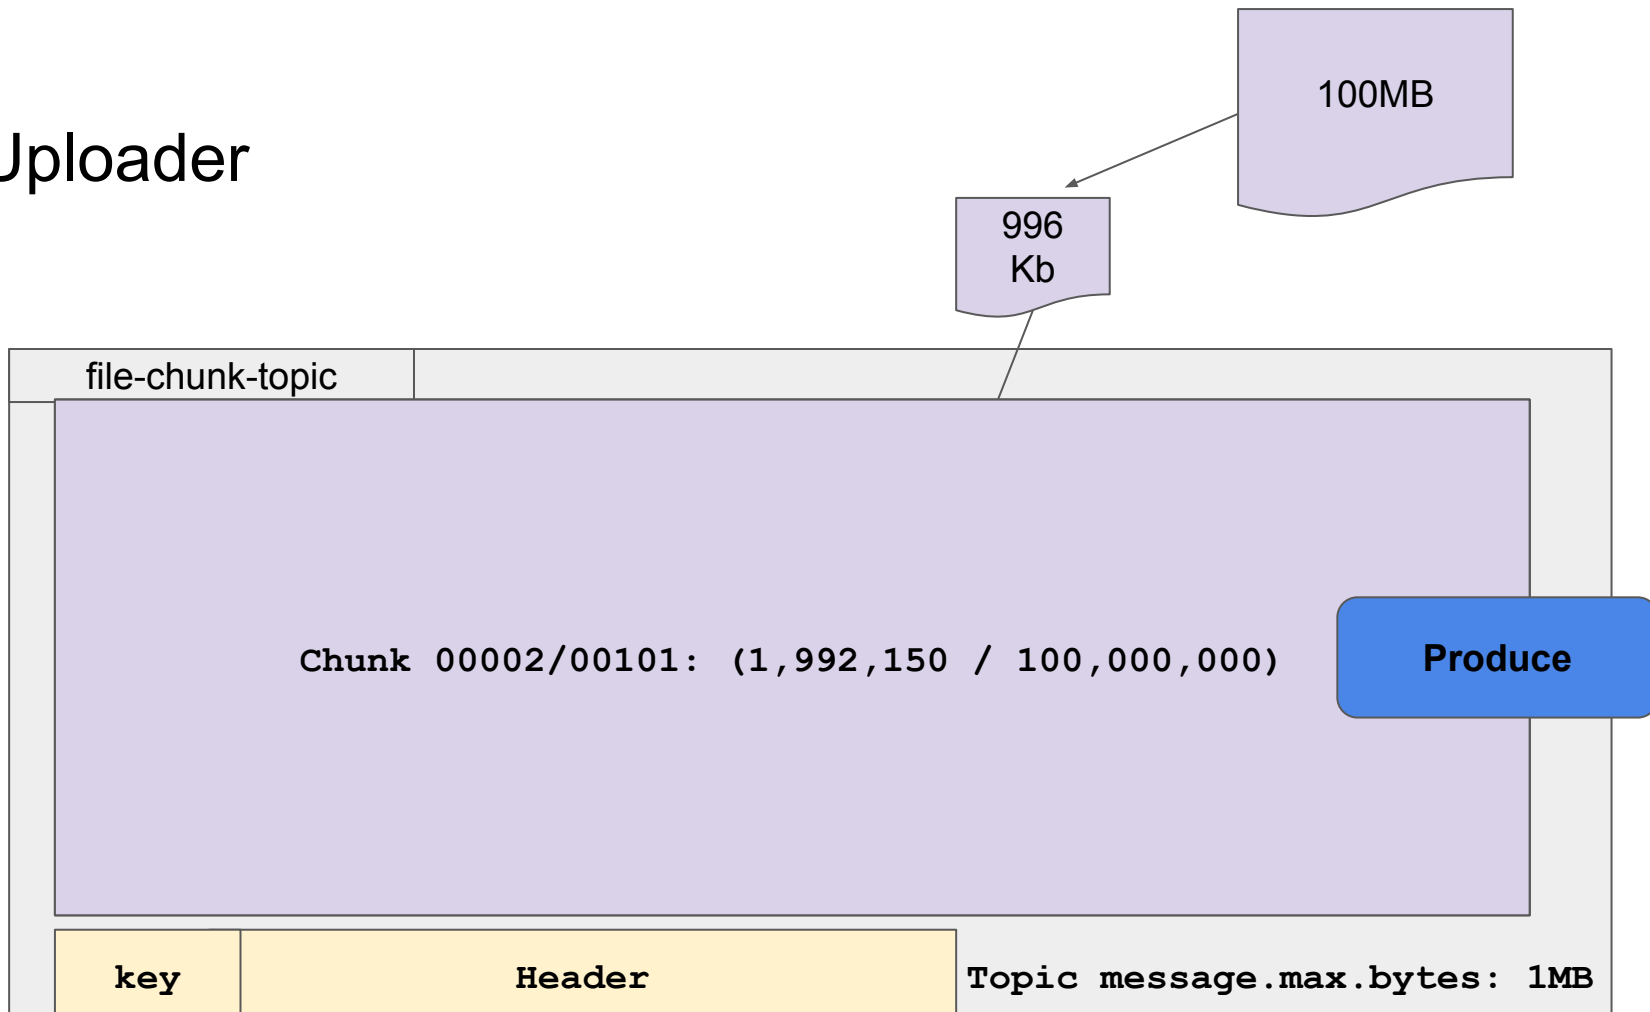 Uploader
100MB
996
Kb
file-chunk-topic
Chunk 00002/00101: (1,992,150 / 100,000,000)
Produce
key
Header
Topic message.max.bytes: 1MB